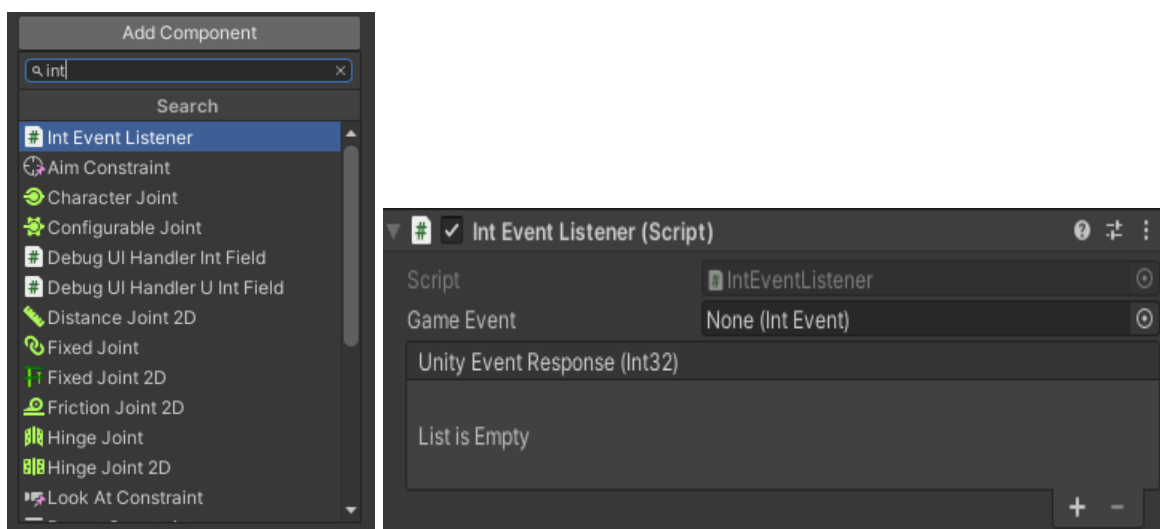 Add Component
int
Search
Int Event Listener
Aim Constraint
Character Joint
Configurable Joint
Debug UI Handler Int Field
Debug UI Handler U Int Field
Distance Joint 2D
Fixed Joint
Fixed Joint 2D
Friction Joint 2D
Hinge Joint
Hinge Joint 2D
Look At Constraint
Int Event Listener (Script)
Script IntEventListener
Game Event None (Int Event)
Unity Event Response (Int32)
List is Empty